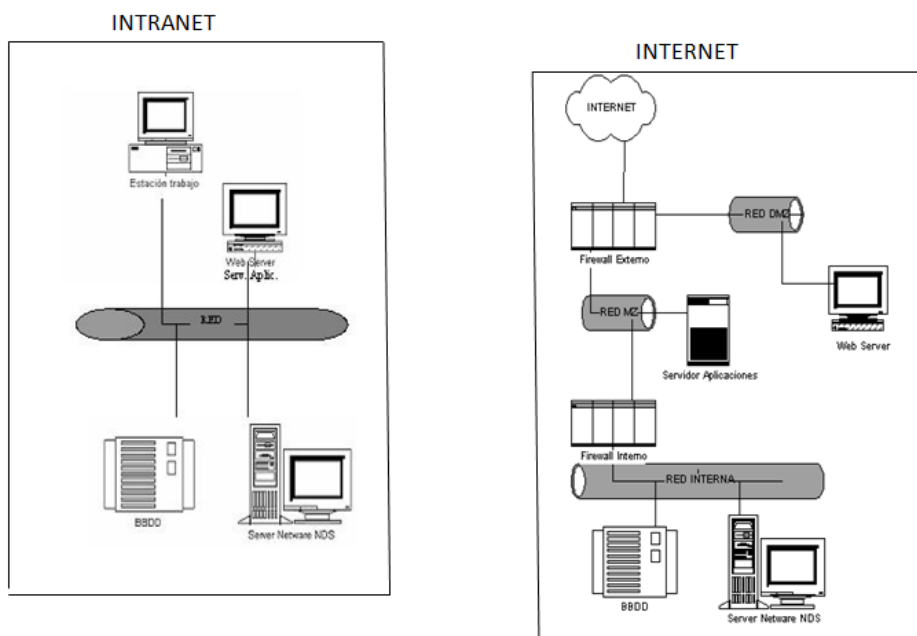 INTRANET
Estación trabajo
Web Server
Serv. Aplic.
RED
BBDD
Server Netware NDS
INTERNET
INTERNET
RED DMZ
Firewall Externo
Web Server
RED MZ
Servidor Aplicaciones
Firewall Interno
RED INTERNA
BBDD
Server Netware NDS